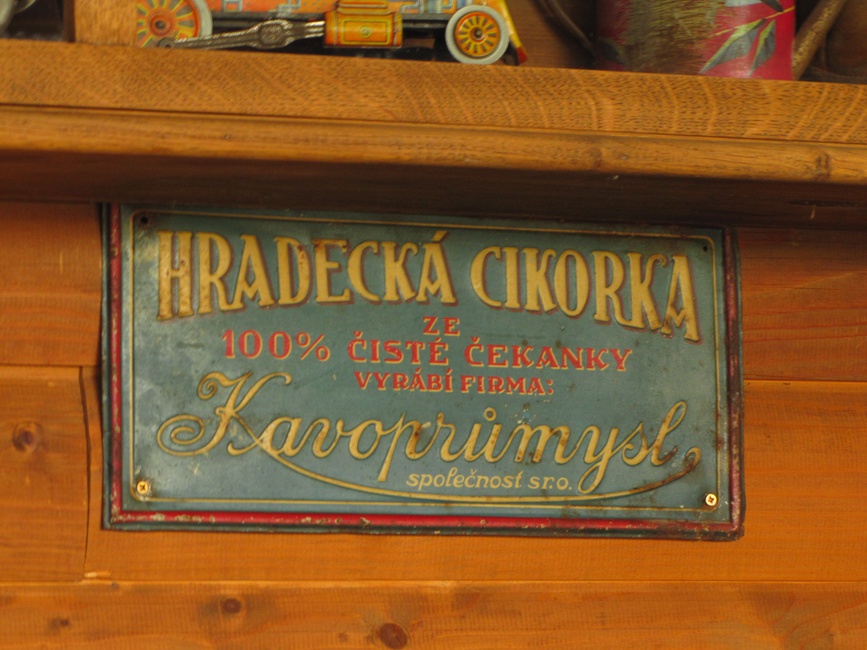 HRADECKÁ CIKORKA
ZE
100% ČISTÉ ČEKANKY
VYRÁBÍ FIRMA:
Kavoprůmysl
společnost s r.o.